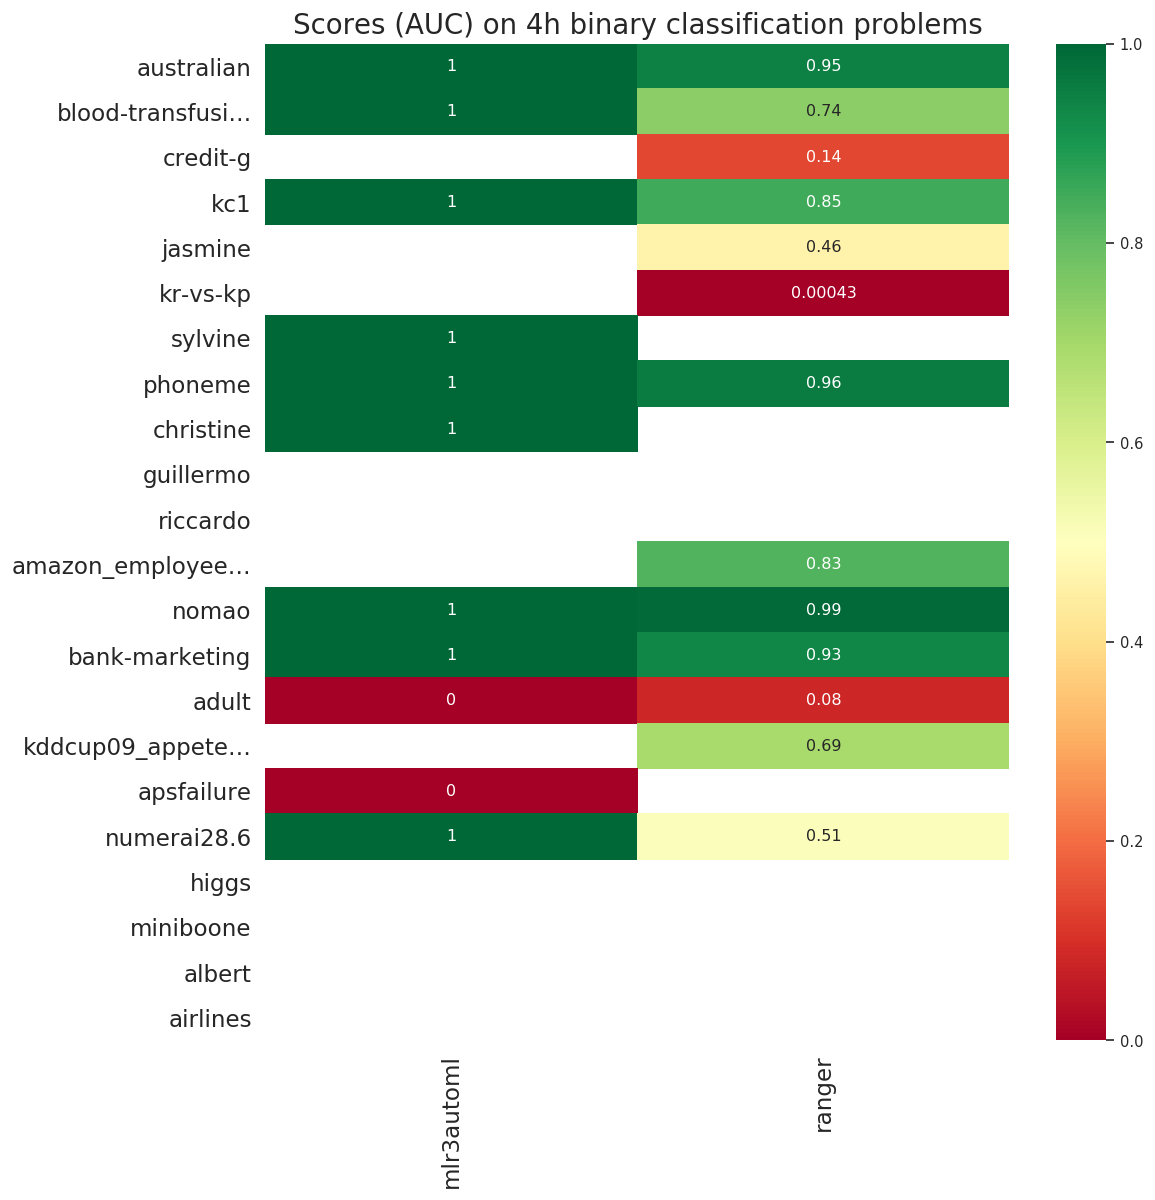 Scores (AUC) on 4h binary classification problems
australian 1 0.95
blood-transfusi… 1 0.74
credit-g 0.14
kc1 1 0.85
jasmine 0.46
kr-vs-kp 0.00043
sylvine 1
phoneme 1 0.96
christine 1
guillermo
riccardo
amazon_employee… 0.83
nomao 1 0.99
bank-marketing 1 0.93
adult 0 0.08
kddcup09_appete… 0.69
apsfailure 0
numerai28.6 1 0.51
higgs
miniboone
albert
airlines
mlr3automl
ranger
1.0
0.8
0.6
0.4
0.2
0.0